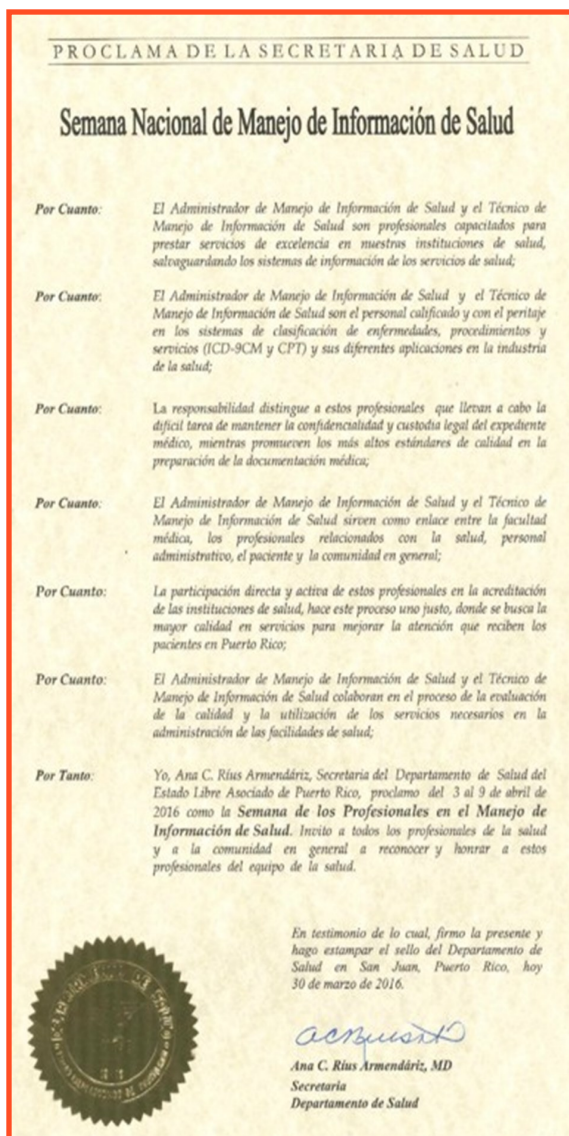 PROCLAMA DE LA SECRETARIA DE SALUD
Semana Nacional de Manejo de Información de Salud
Por Cuanto: El Administrador de Manejo de Información de Salud y el Técnico de
Manejo de Información de Salud son profesionales capacitados para
prestar servicios de excelencia en nuestras instituciones de salud,
salvaguardando los sistemas de información de los servicios de salud;
Por Cuanto: El Administrador de Manejo de Información de Salud y el Técnico de
Manejo de Información de Salud son el personal calificado y con el peritaje
en los sistemas de clasificación de enfermedades, procedimientos y
servicios (ICD-9CM y CPT) y sus diferentes aplicaciones en la industria
de la salud;
Por Cuanto: La responsabilidad distingue a estos profesionales que llevan a cabo la
difícil tarea de mantener la confidencialidad y custodia legal del expediente
médico, mientras promueven los más altos estándares de calidad en la
preparación de la documentación médica;
Por Cuanto: El Administrador de Manejo de Información de Salud y el Técnico de
Manejo de Información de Salud sirven como enlace entre la facultad
médica, los profesionales relacionados con la salud, personal
administrativo, el paciente y la comunidad en general;
Por Cuanto: La participación directa y activa de estos profesionales en la acreditación
de las instituciones de salud, hace este proceso uno justo, donde se busca la
mayor calidad en servicios para mejorar la atención que reciben los
pacientes en Puerto Rico;
Por Cuanto: El Administrador de Manejo de Información de Salud y el Técnico de
Manejo de Información de Salud colaboran en el proceso de la evaluación
de la calidad y la utilización de los servicios necesarios en la
administración de las facilidades de salud;
Por Tanto: Yo, Ana C. Ríus Armendáriz, Secretaria del Departamento de Salud del
Estado Libre Asociado de Puerto Rico, proclamo del 3 al 9 de abril de
2016 como la Semana de los Profesionales en el Manejo de
Información de Salud. Invito a todos los profesionales de la salud
y a la comunidad en general a reconocer y honrar a estos
profesionales del equipo de la salud.
En testimonio de lo cual, firmo la presente y
hago estampar el sello del Departamento de
Salud en San Juan, Puerto Rico, hoy
30 de marzo de 2016.
Ana C. Ríus Armendáriz, MD
Secretaria
Departamento de Salud